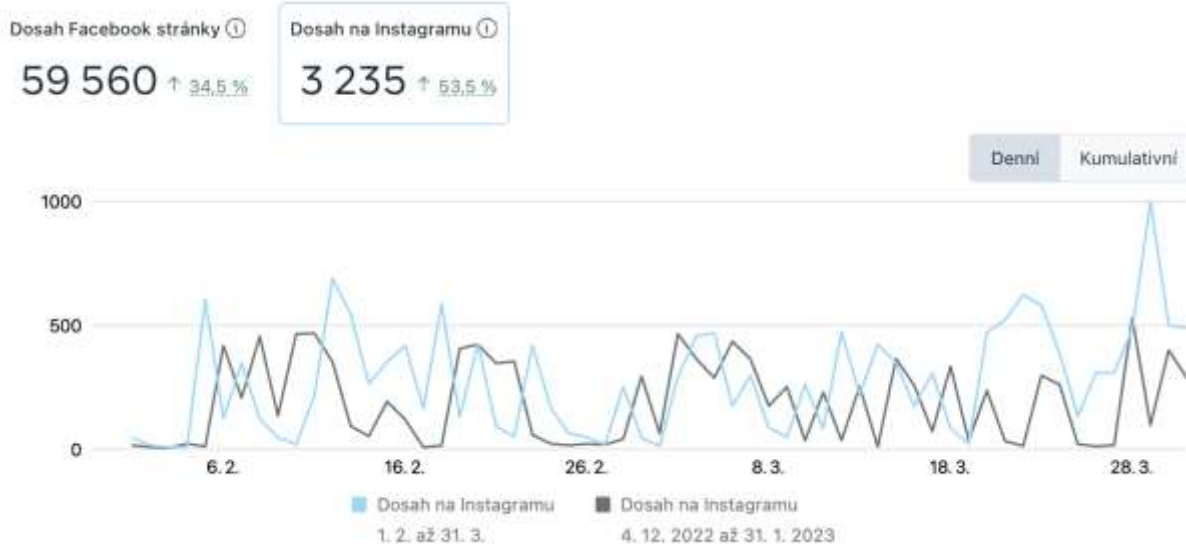 Dosah Facebook stránky ⓘ
59 560 ↑ 34,5 %
Dosah na Instagramu ⓘ
3 235 ↑ 53,5 %
Denní
Kumulativní
1000
500
0
6. 2.
16. 2.
26. 2.
8. 3.
18. 3.
28. 3.
Dosah na Instagramu
1. 2. až 31. 3.
Dosah na Instagramu
4. 12. 2022 až 31. 1. 2023